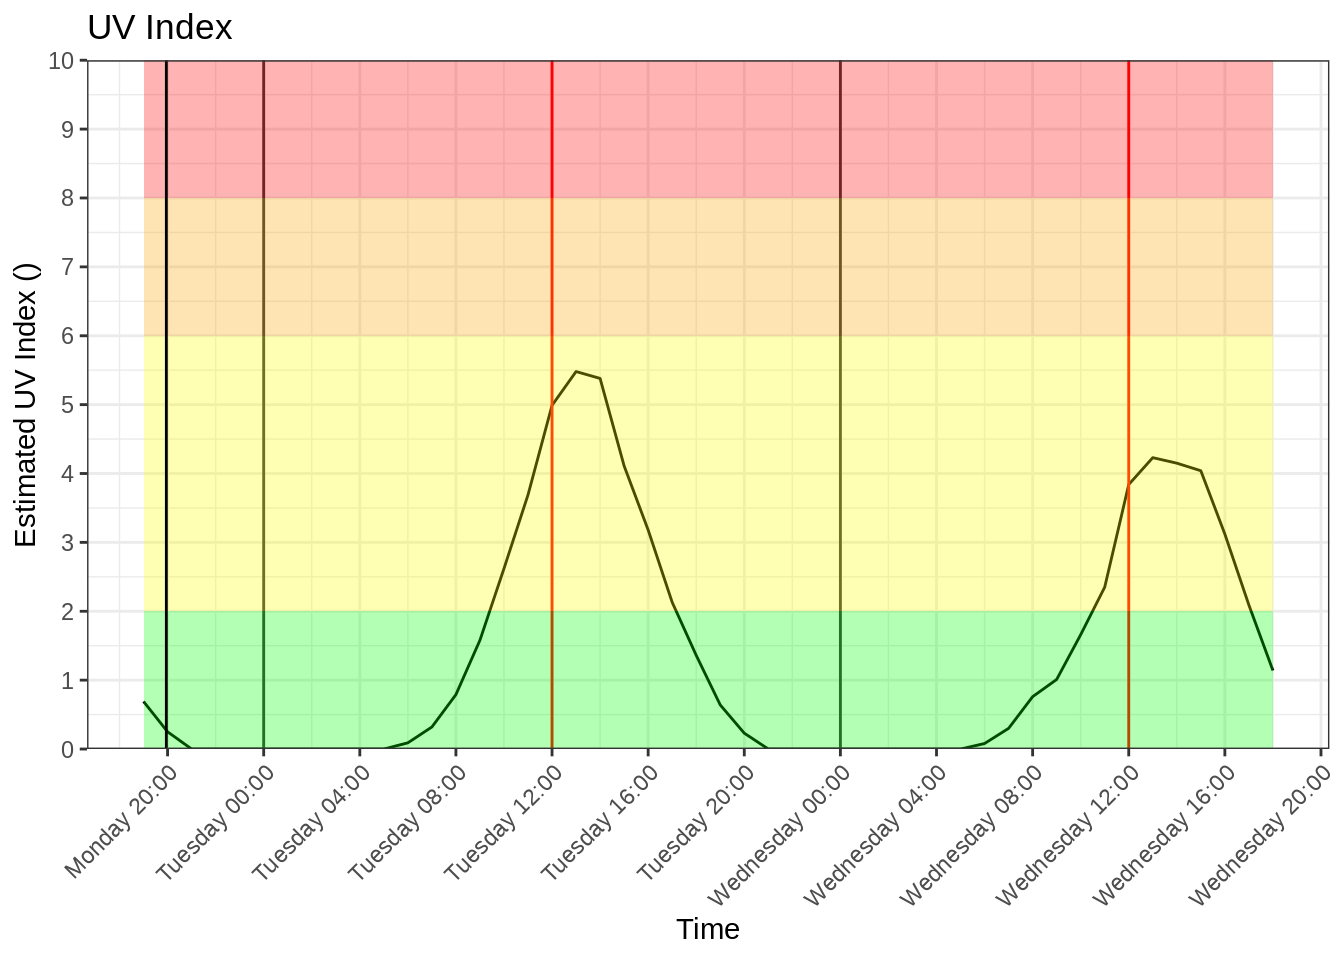 UV Index
Estimated UV Index ()
10
9
8
7
6
5
4
3
2
1
0
Monday 20:00
Tuesday 00:00
Tuesday 04:00
Tuesday 08:00
Tuesday 12:00
Tuesday 16:00
Tuesday 20:00
Wednesday 00:00
Wednesday 04:00
Wednesday 08:00
Wednesday 12:00
Wednesday 16:00
Wednesday 20:00
Time